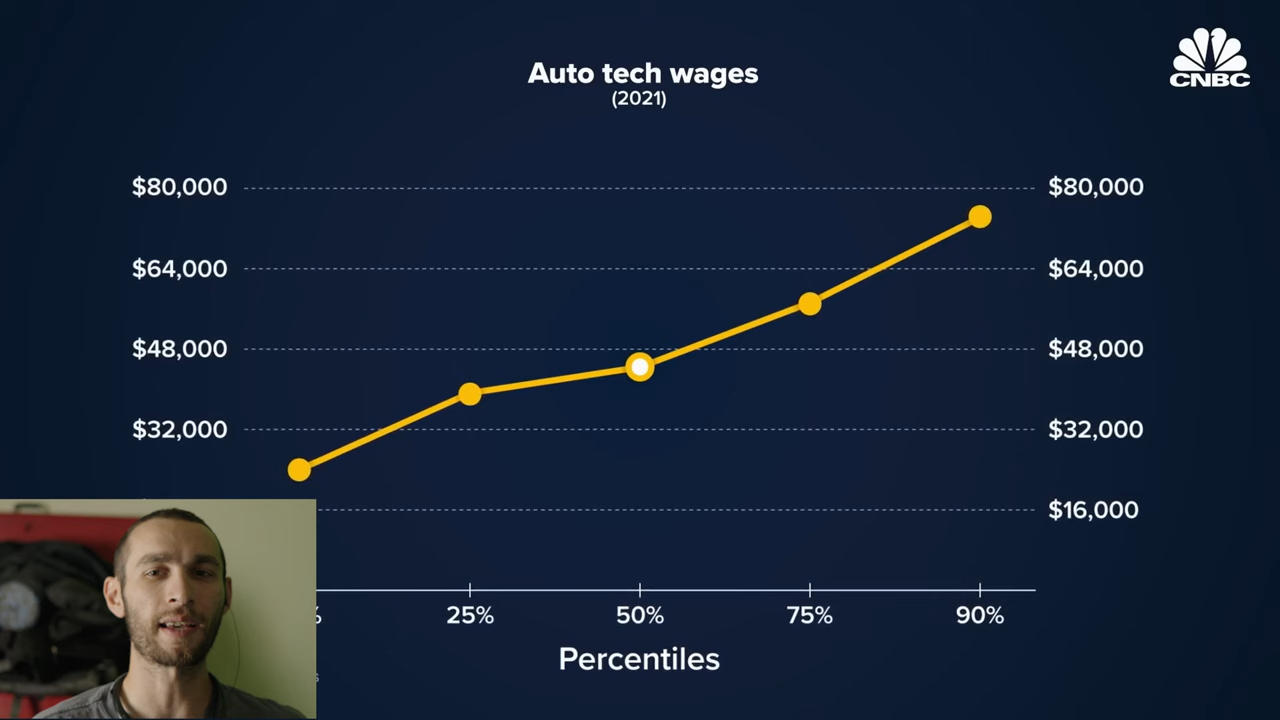 CNBC
Auto tech wages
(2021)
$80,000 $80,000
$64,000 $64,000
$48,000 $48,000
$32,000 $32,000
$16,000
% 25% 50% 75% 90%
Percentiles